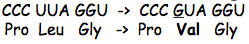 CCC UUA GGU -> CCC GUA GGU
Pro Leu Gly -> Pro Val Gly